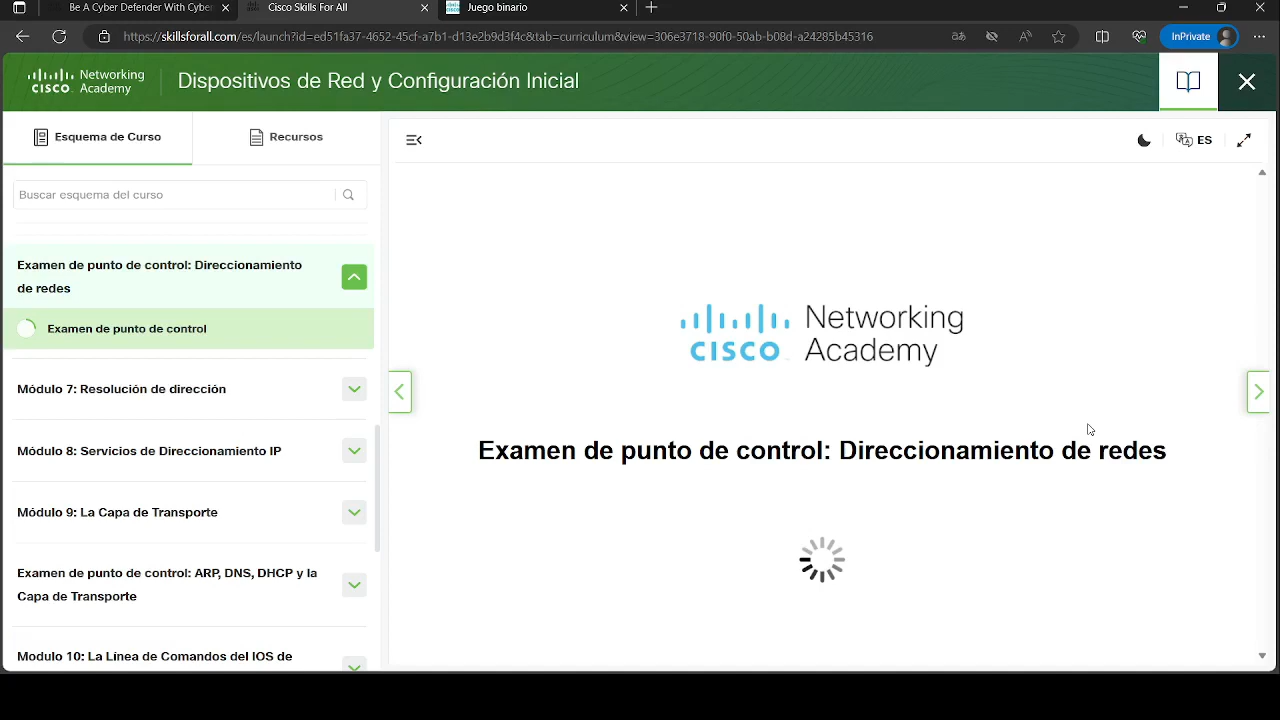 Be A Cyber Defender With Cyber
Cisco Skills For All
Juego binario
https://skillsforall.com/es/launch?id=ed51fa37-4652-45cf-a7b1-d13e2b9d3f4c8&tab=curriculum&view=306e3718-90f0-50ab-b08d-a24285b45316
InPrivate
CISCO Networking Academy
Dispositivos de Red y Configuración Inicial
Esquema de Curso
Recursos
ES
Buscar esquema del curso
Examen de punto de control: Direccionamiento
de redes
Examen de punto de control
Módulo 7: Resolución de dirección
Módulo 8: Servicios de Direccionamiento IP
Módulo 9: La Capa de Transporte
Examen de punto de control: ARP, DNS, DHCP y la
Capa de Transporte
Modulo 10: La Línea de Comandos del IOS de
CISCO Networking
Academy
Examen de punto de control: Direccionamiento de redes